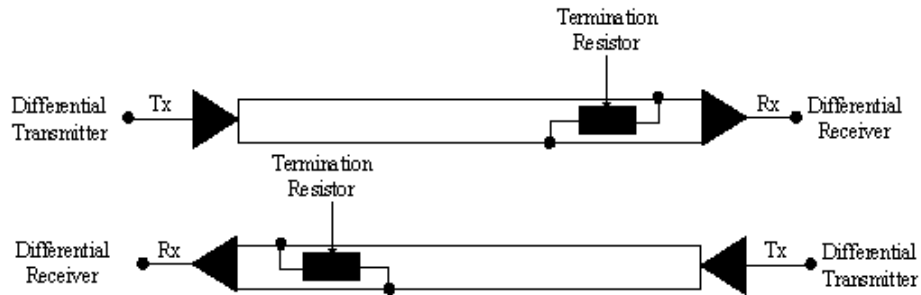 Termination
Resistor
Differential
Transmitter
Tx
Rx
Differential
Receiver
Termination
Resistor
Differential
Receiver
Rx
Tx
Differential
Transmitter